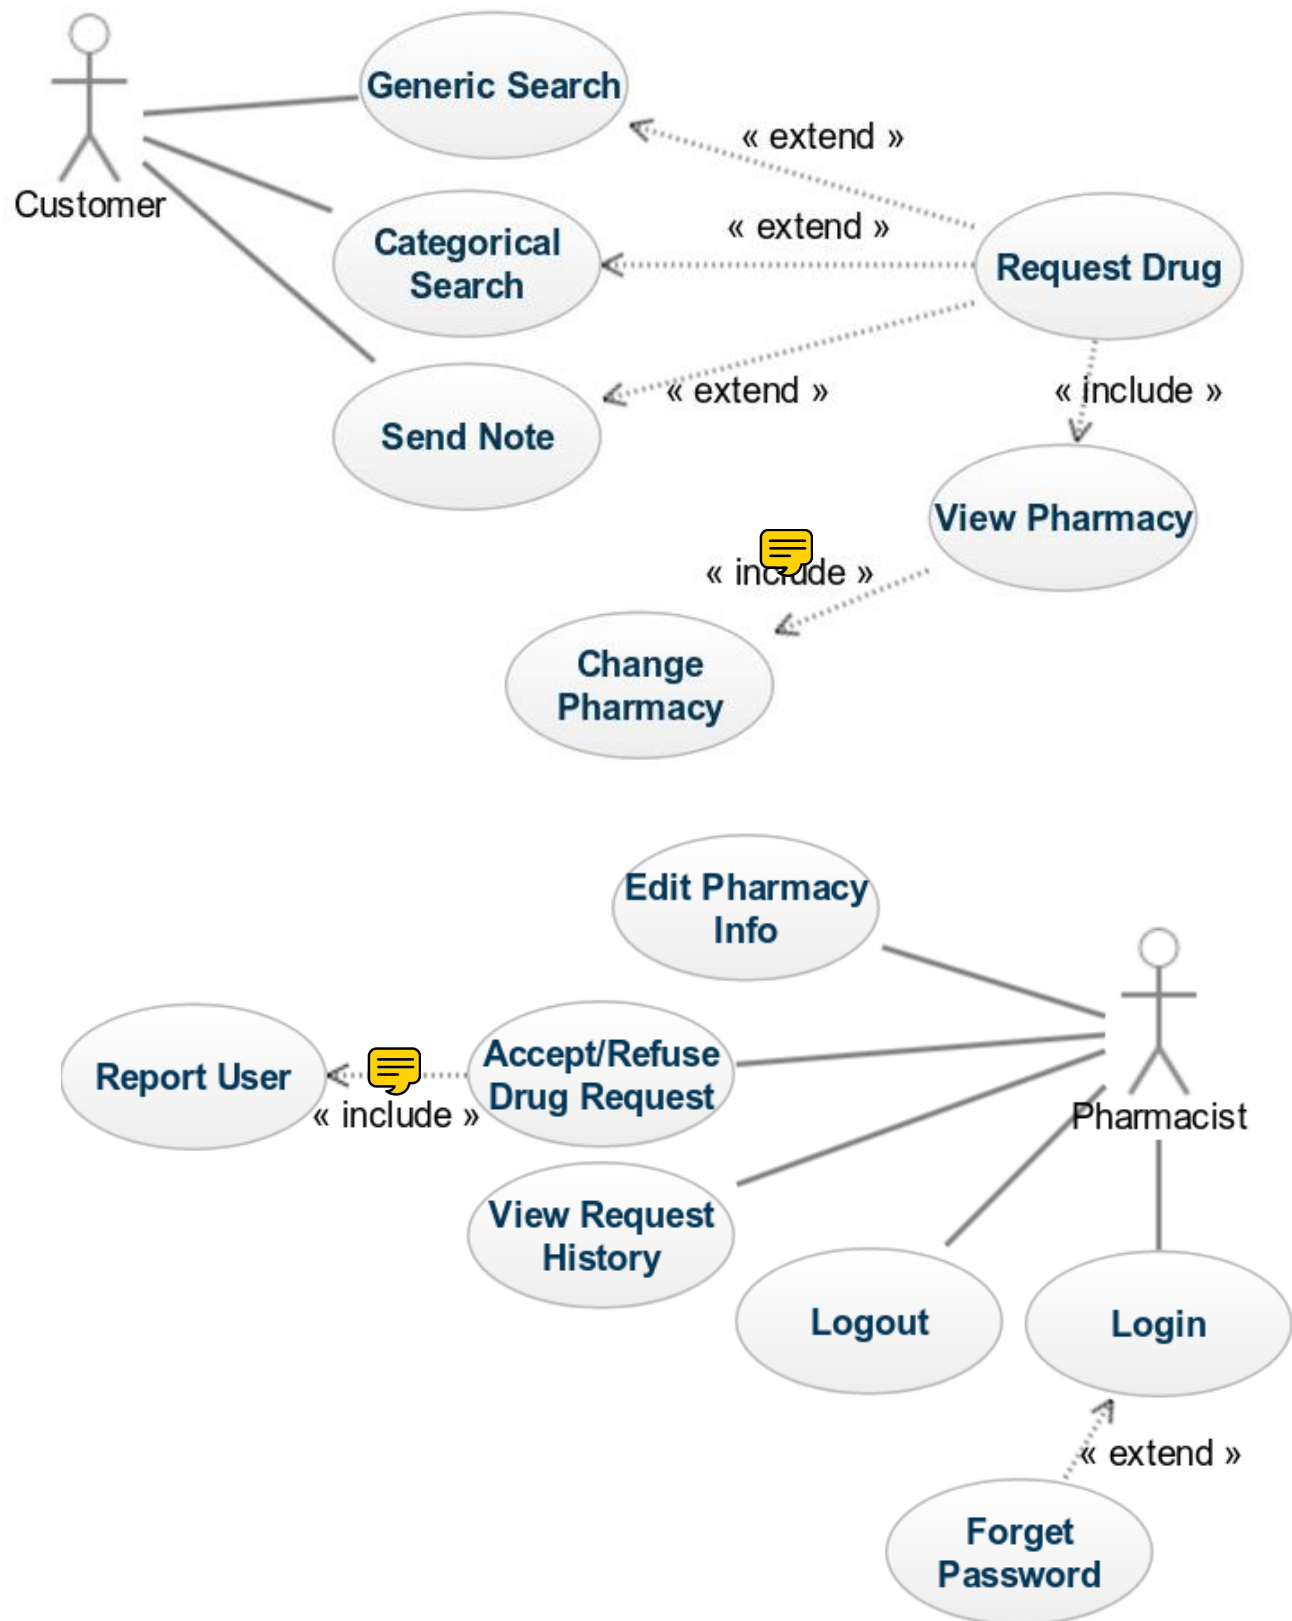 Generic Search
« extend »
Customer
Categorical
Search
« extend »
Request Drug
« extend »
« include »
Send Note
View Pharmacy
« include »
Change
Pharmacy
Edit Pharmacy
Info
Report User
« include »
Accept/Refuse
Drug Request
Pharmacist
View Request
History
Logout
Login
« extend »
Forget
Password